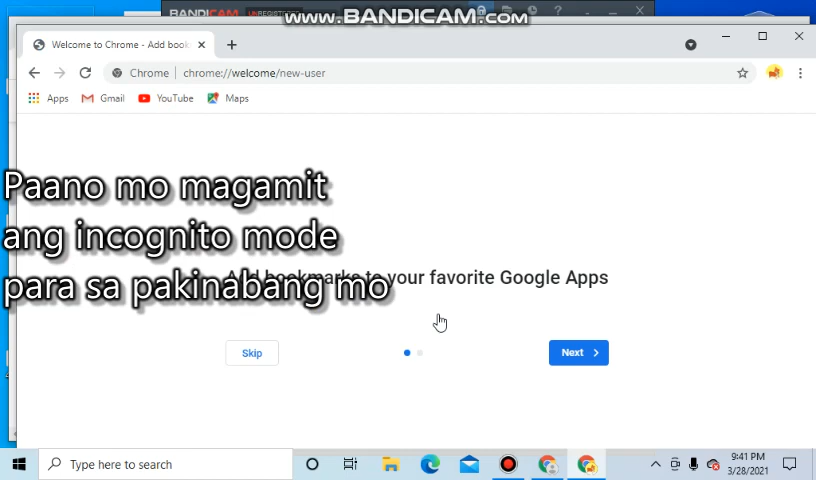 www.BANDICAM.com
BANDICAM UNREGISTERED
Welcome to Chrome - Add book
Chrome chrome://welcome/new-user
Apps Gmail YouTube Maps
Paano mo magamit
ang incognito mode
para sa pakinabang mo
Add bookmarks to your favorite Google Apps
Skip
Next
Type here to search
9:41 PM
3/28/2021